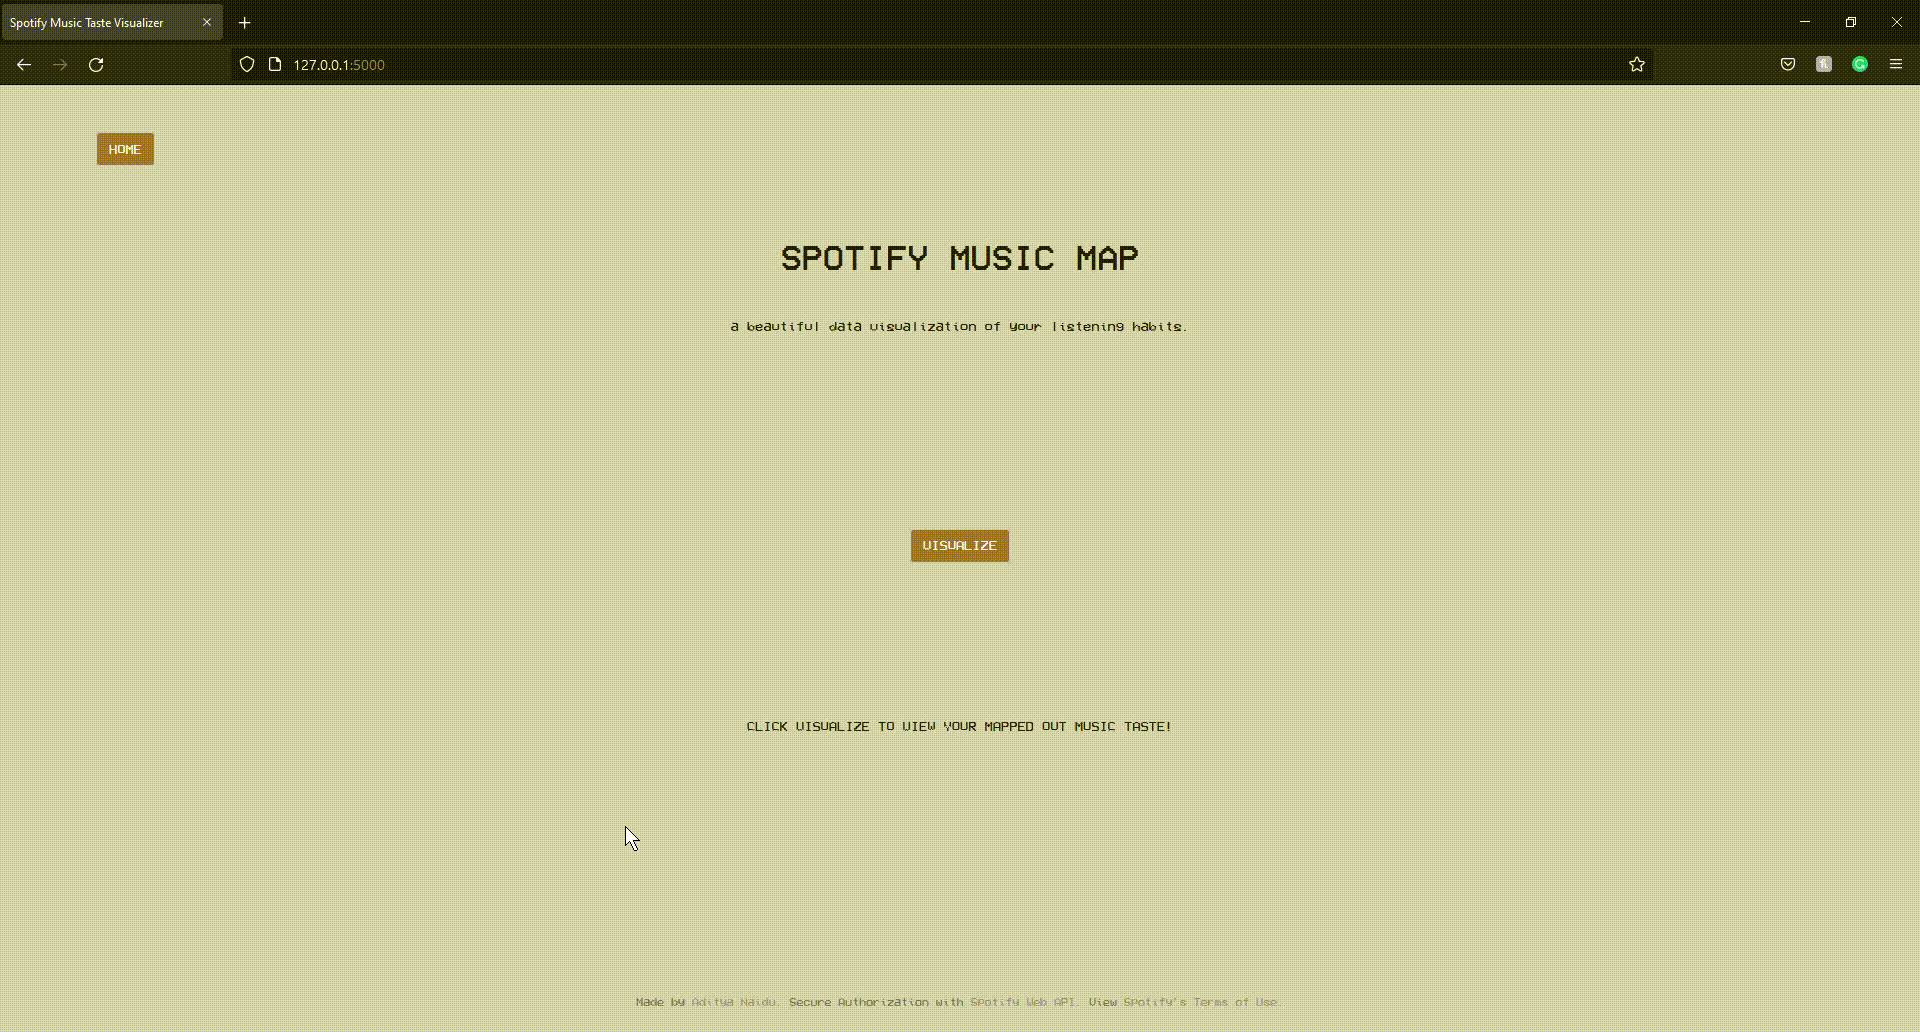 Spotify Music Taste Visualizer
127.0.0.1:5000
HOME
SPOTIFY MUSIC MAP
a beautiful data visualization of your listening habits.
VISUALIZE
CLICK VISUALIZE TO VIEW YOUR MAPPED OUT MUSIC TASTE!
Made by Aditya Naidu. Secure Authorization with Spotify Web API. View Spotify's Terms of Use.